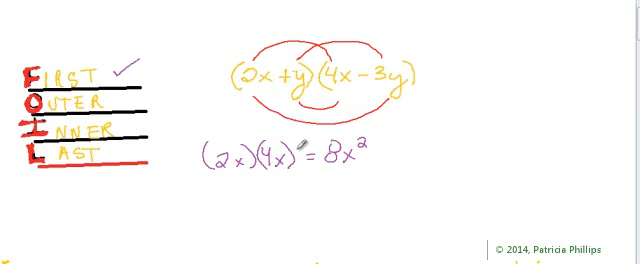 FIRST ✓
OUTER
INNER
LAST
(2x+y)(4x-3y)
(2x)(4x) = 8x²
© 2014, Patricia Phillips